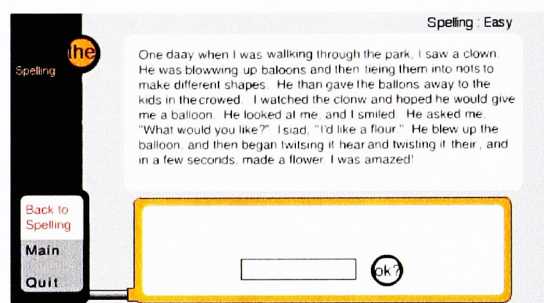 Spelling : Easy
the
Spelling
One daay when I was wallking through the park, I saw a clown.
He was blowwing up baloons and then tieing them into nots to
make different shapes. He than gave the ballons away to the
kids in the crowed. I watched the clonw and hoped he would give
me a balloon. He looked at me, and I smiled. He asked me,
"What would you like?" I siad, "I'd like a flour." He blew up the
balloon, and then began twitsing it hear and twisting it their, and
in a few seconds, made a flower. I was amazed!
Back to
Spelling
Main
Quit
ok?